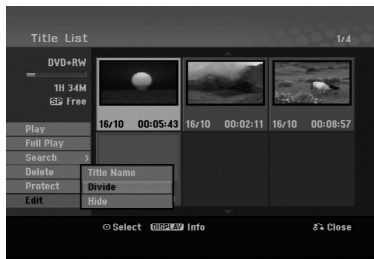 Title List
1/4
DVD+RW
1H 34M
SP Free
16/10 00:05:43
16/10 00:02:11
16/10 00:08:57
Play
Full Play
Search
Delete
Protect
Edit
Title Name
Divide
Hide
Select DISPLAY Info
Close